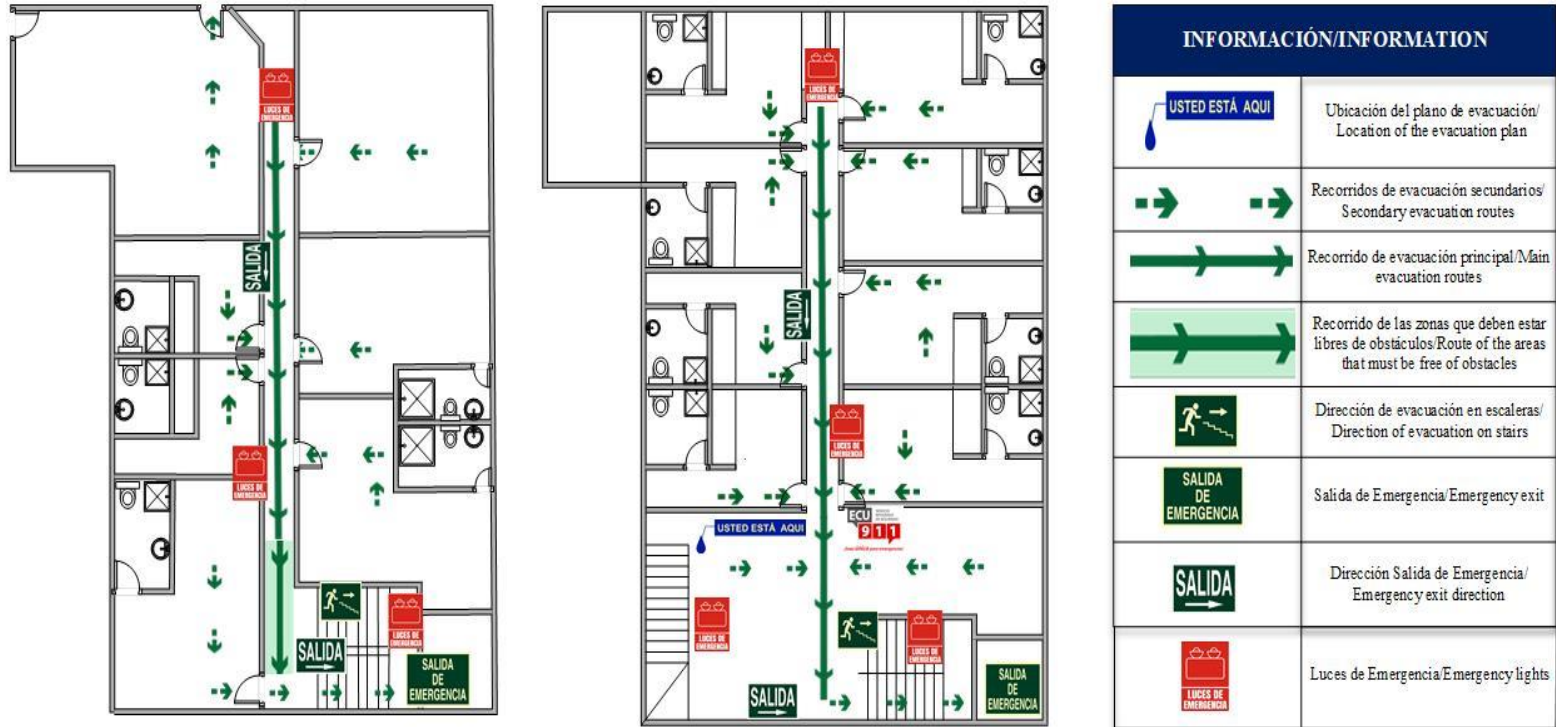 LUCES DE
EMERGENCIA
SALIDA
LUCES DE
EMERGENCIA
LUCES DE
EMERGENCIA
SALIDA
SALIDA
DE
EMERGENCIA
LUCES DE
EMERGENCIA
SALIDA
LUCES DE
EMERGENCIA
USTED ESTÁ AQUI
ECU
911
LUCES DE
EMERGENCIA
LUCES DE
EMERGENCIA
SALIDA
SALIDA
DE
EMERGENCIA
INFORMACIÓN/INFORMATION
USTED ESTÁ AQUI
Ubicación del plano de evacuación/
Location of the evacuation plan
Recorridos de evacuación secundarios/
Secondary evacuation routes
Recorrido de evacuación principal/Main
evacuation routes
Recorrido de las zonas que deben estar
libres de obstáculos/Route of the areas
that must be free of obstacles
Dirección de evacuación en escaleras/
Direction of evacuation on stairs
SALIDA
DE
EMERGENCIA
Salida de Emergencia/Emergency exit
SALIDA
Dirección Salida de Emergencia/
Emergency exit direction
LUCES DE
EMERGENCIA
Luces de Emergencia/Emergency lights